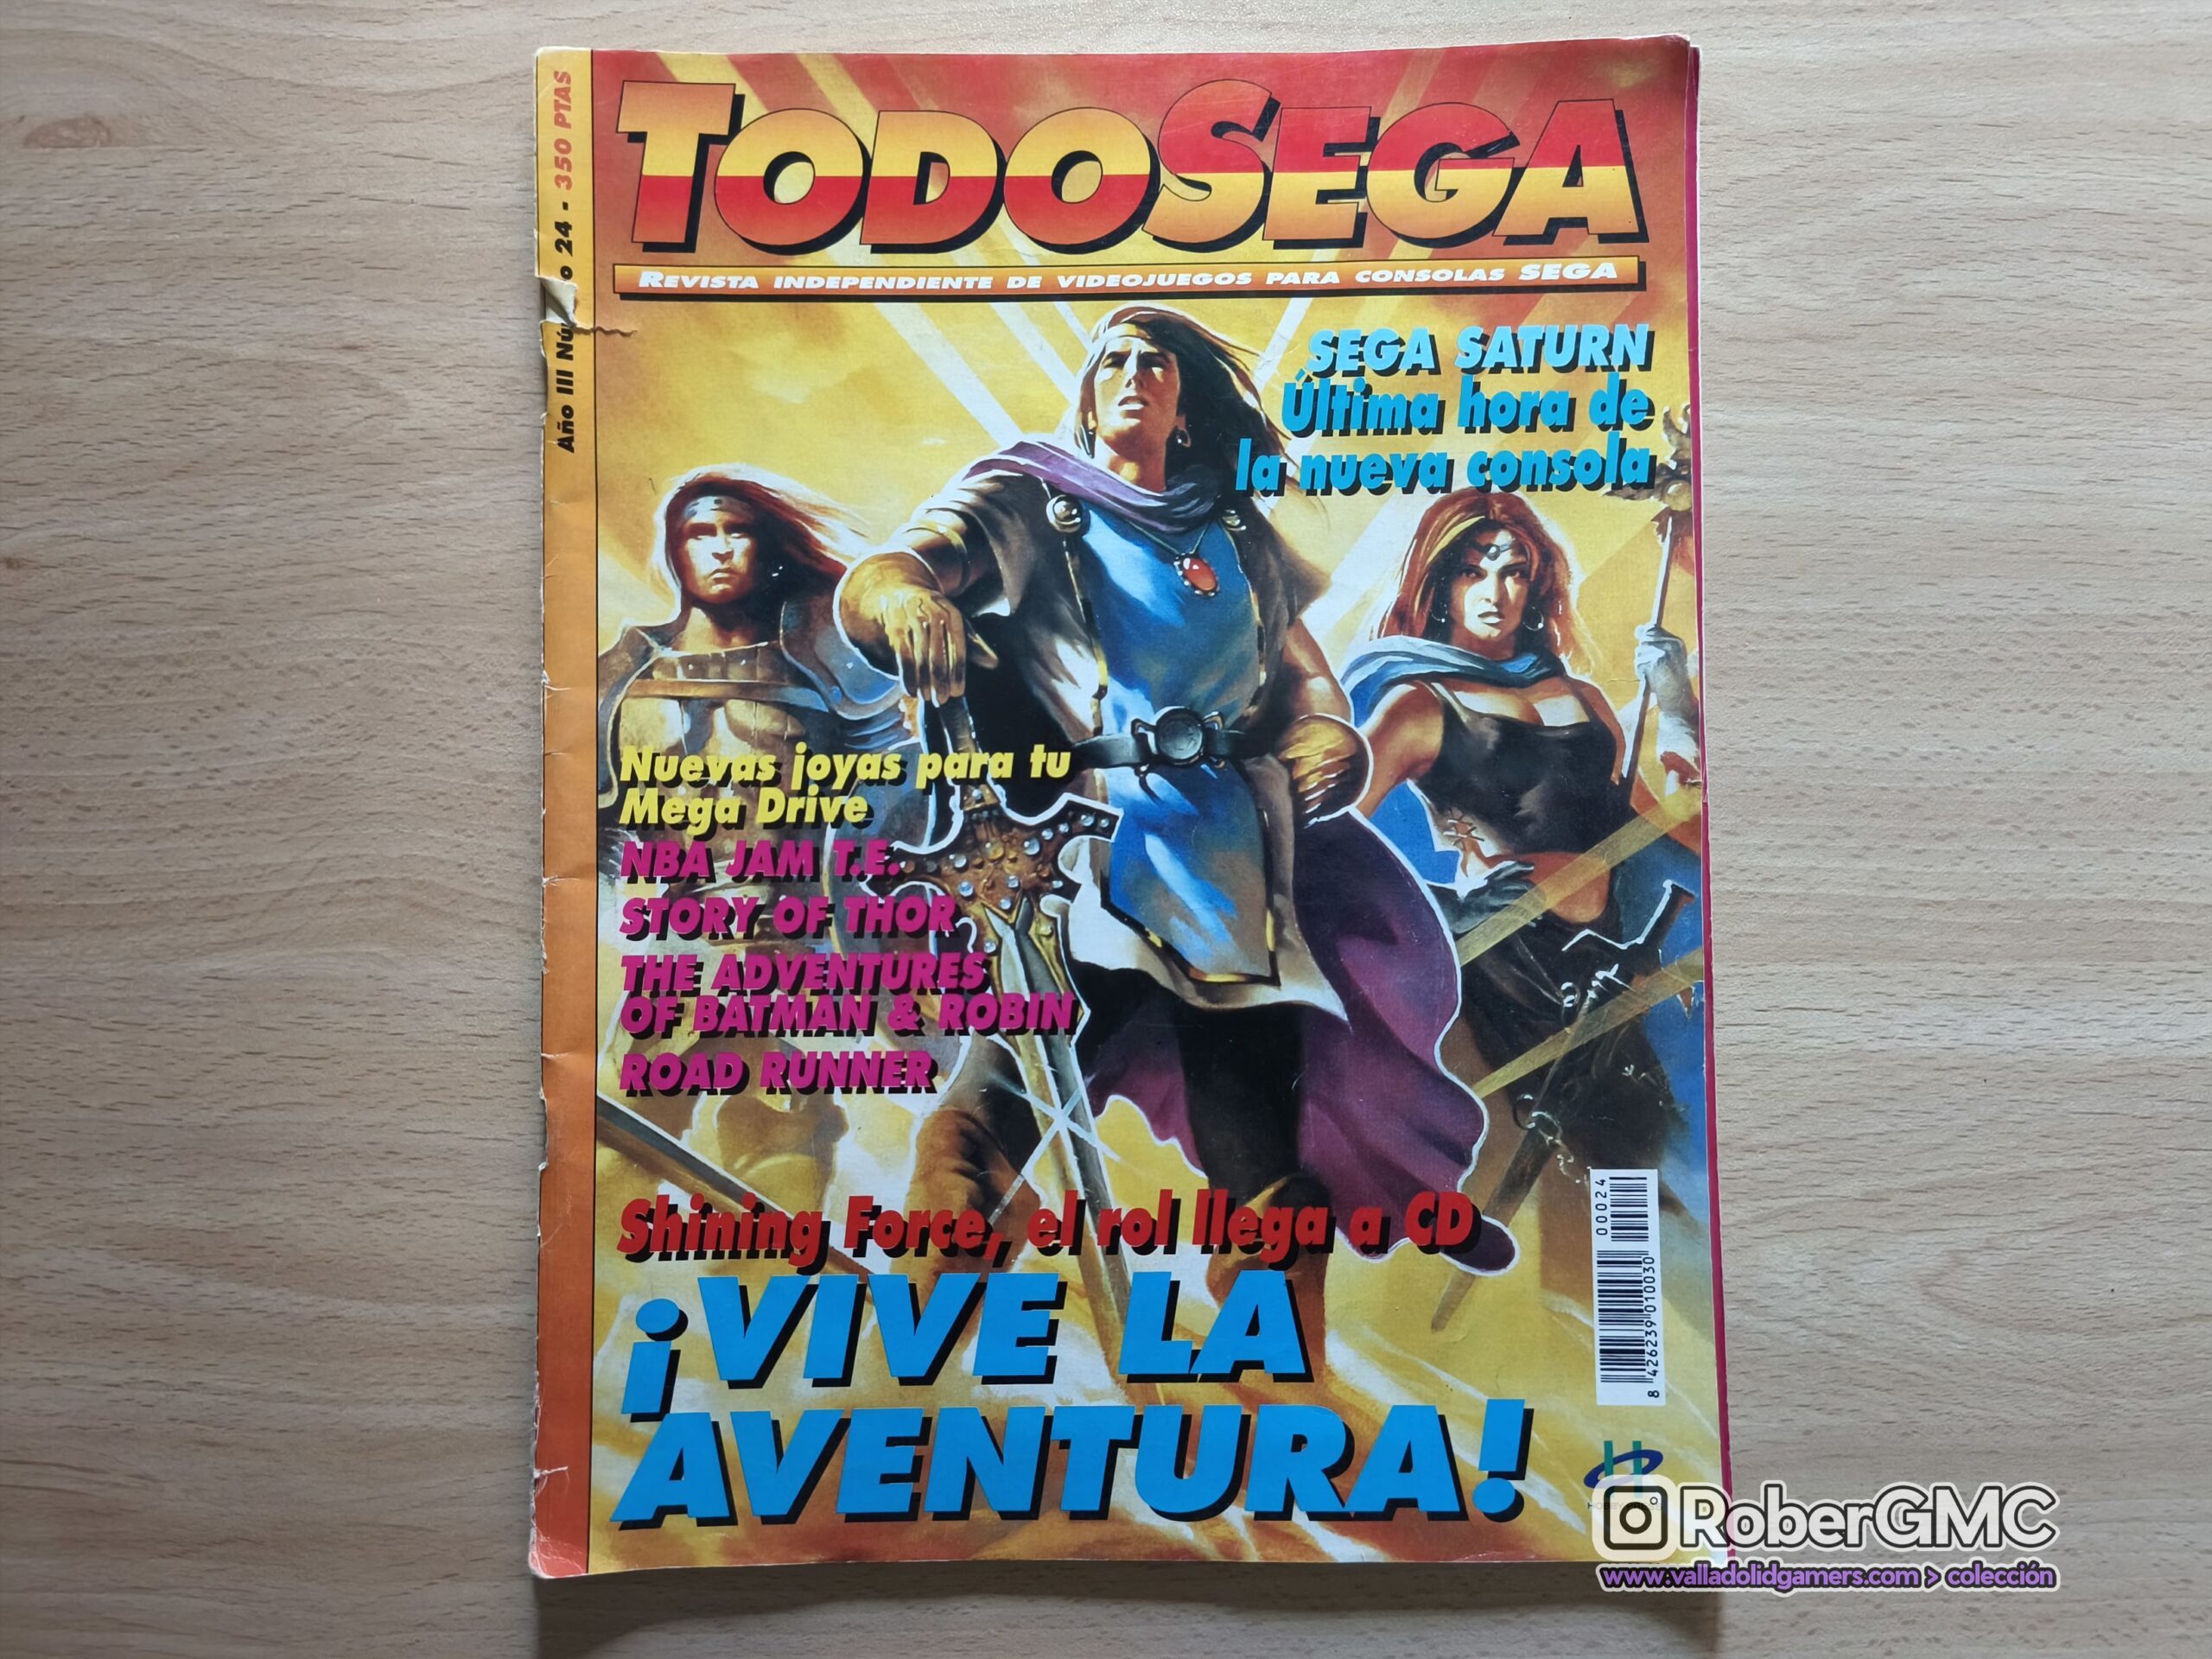 Año III Nú o 24 - 350 PTAS
TODOSEGA
REVISTA INDEPENDIENTE DE VIDEOJUEGOS PARA CONSOLAS SEGA
SEGA SATURN
Última hora de
la nueva consola
Nuevas joyas para tu
Mega Drive
NBA JAM T.E.
STORY OF THOR
THE ADVENTURES
OF BATMAN & ROBIN
ROAD RUNNER
Shining Force, el rol llega a CD
¡VIVE LA
AVENTURA!
00024
8 426239 010030
RoberGMC
www.valladolidgamers.com > colección